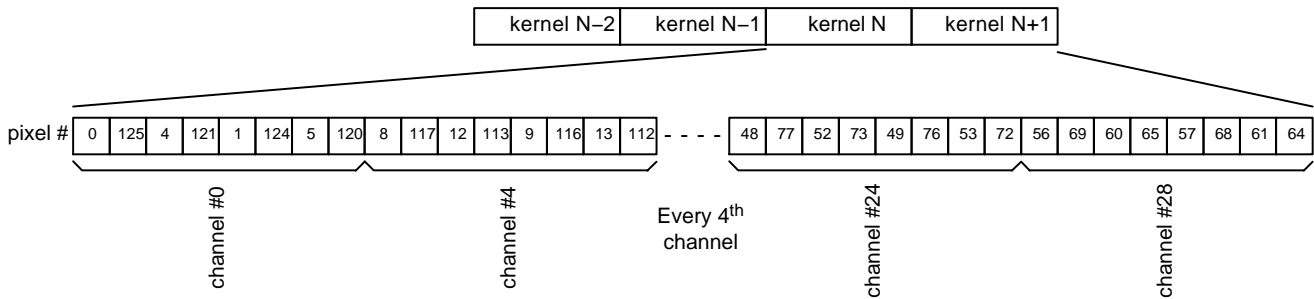 kernel N−2 kernel N−1 kernel N kernel N+1
pixel # 0 125 4 121 1 124 5 120 8 117 12 113 9 116 13 112 - - - - 48 77 52 73 49 76 53 72 56 69 60 65 57 68 61 64
channel #0
channel #4
Every 4th
channel
channel #24
channel #28